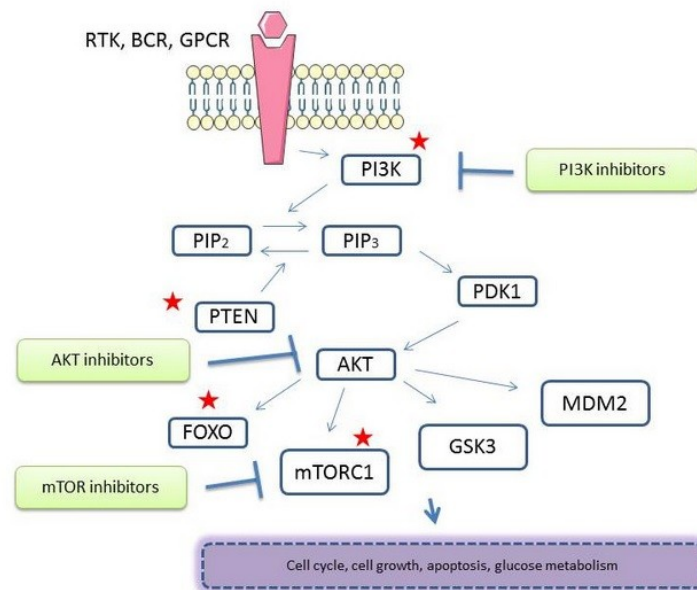 RTK, BCR, GPCR
PI3K
PI3K inhibitors
PIP₂
PIP₃
PDK1
PTEN
AKT inhibitors
AKT
MDM2
FOXO
GSK3
mTORC1
mTOR inhibitors
Cell cycle, cell growth, apoptosis, glucose metabolism